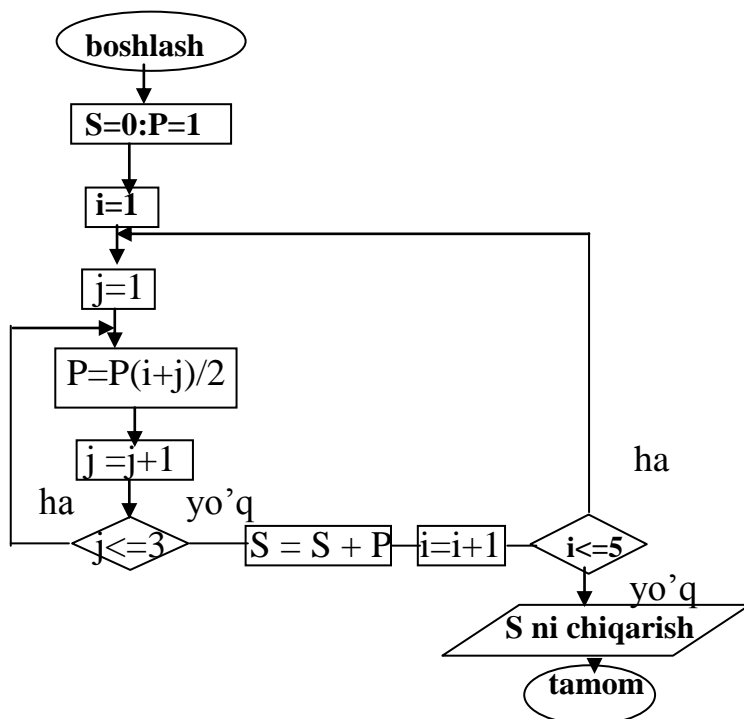 boshlash
S=0:P=1
i=1
j=1
P=P(i+j)/2
j =j+1
ha
ha yo’q
j<=3 S = S + P i=i+1 i<=5
yo’q
S ni chiqarish
tamom